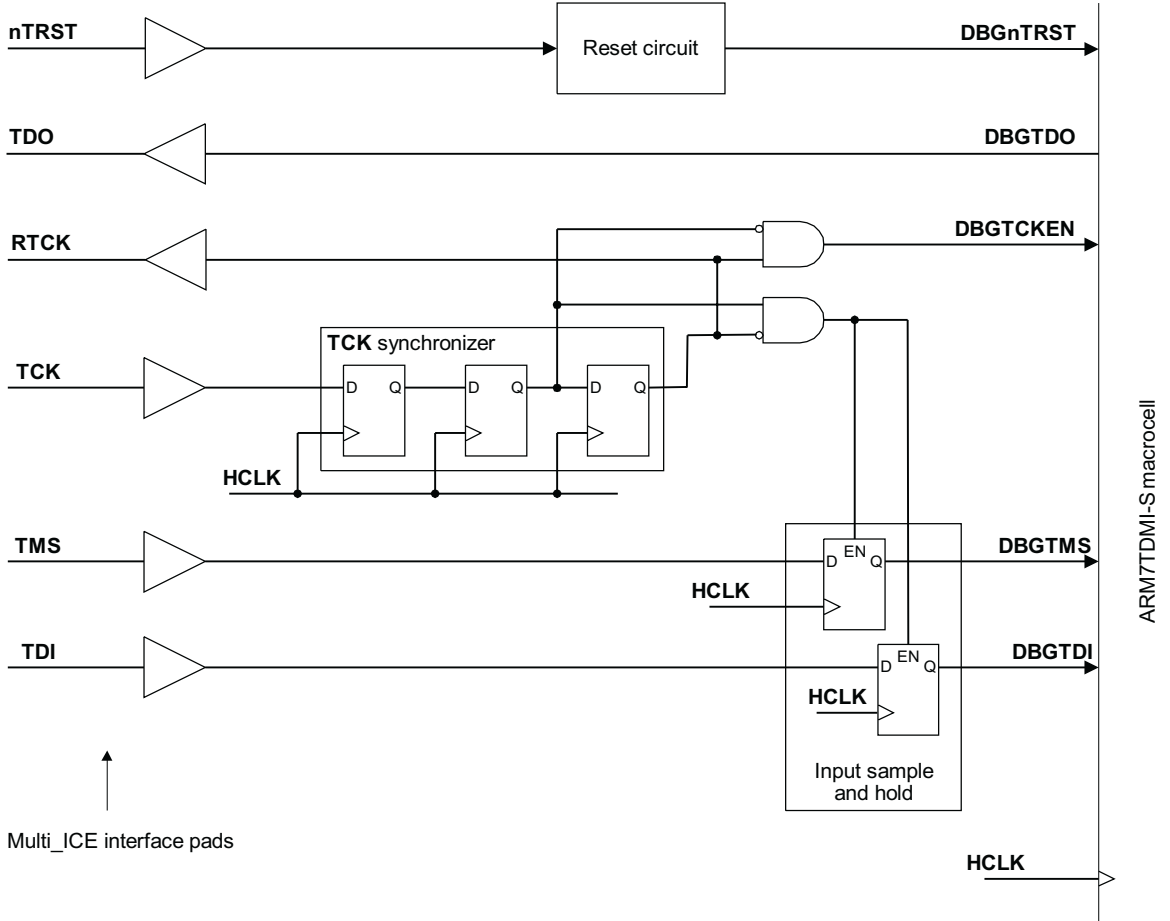 nTRST
Reset circuit
DBGnTRST
TDO
DBGTDO
RTCK
DBGTCKEN
TCK synchronizer
TCK
D Q
D Q
D Q
HCLK
TMS
EN
D Q
DBGTMS
HCLK
TDI
EN
D Q
DBGTDI
HCLK
Input sample
and hold
Multi_ICE interface pads
HCLK
ARM7TDMI-S macrocell